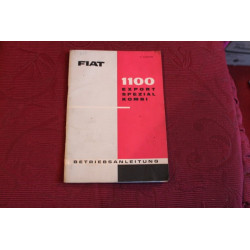 FIAT
1100
EXPORT
SPEZIAL
KOMBI
BETRIEBSANLEITUNG